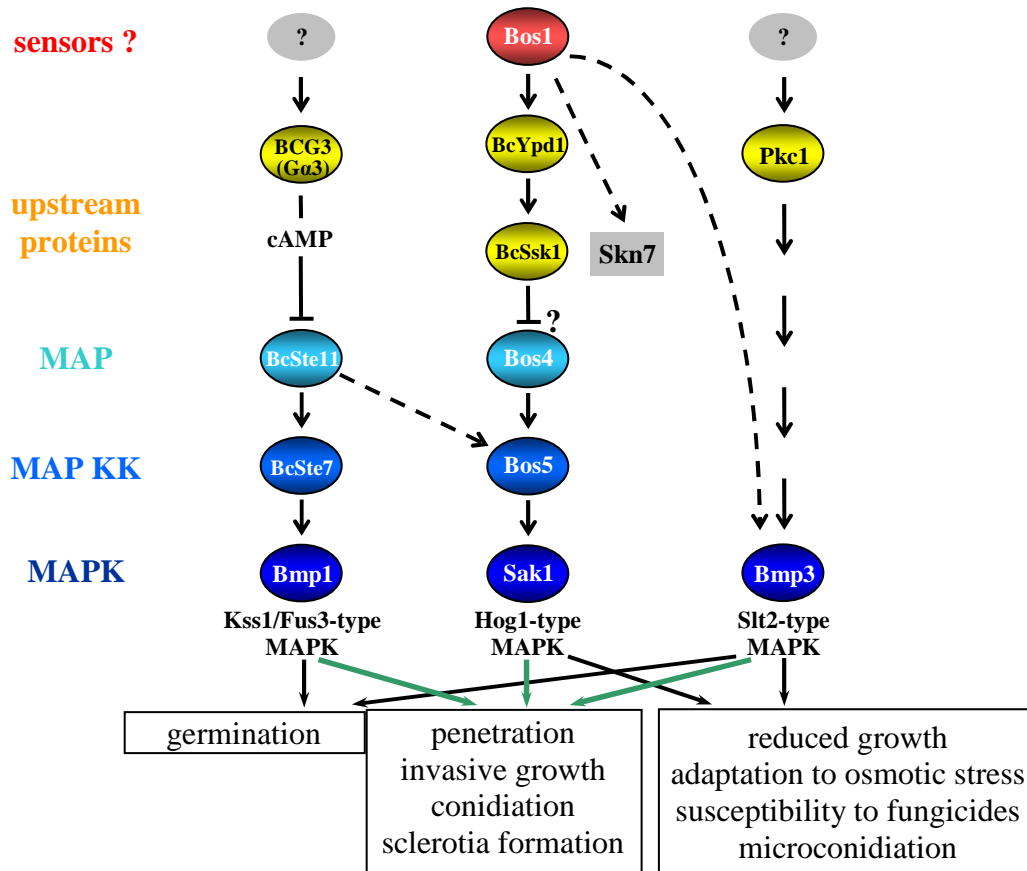 sensors ?
?
Bos1
?
BCG3
(Gα3)
BcYpd1
Pkc1
upstream
proteins
cAMP
BcSsk1
Skn7
?
MAP
BcSte11
Bos4
MAP KK
BcSte7
Bos5
MAPK
Bmp1
Sak1
Bmp3
Kss1/Fus3-type
MAPK
Hog1-type
MAPK
Slt2-type
MAPK
germination
penetration
invasive growth
conidiation
sclerotia formation
reduced growth
adaptation to osmotic stress
susceptibility to fungicides
microconidiation